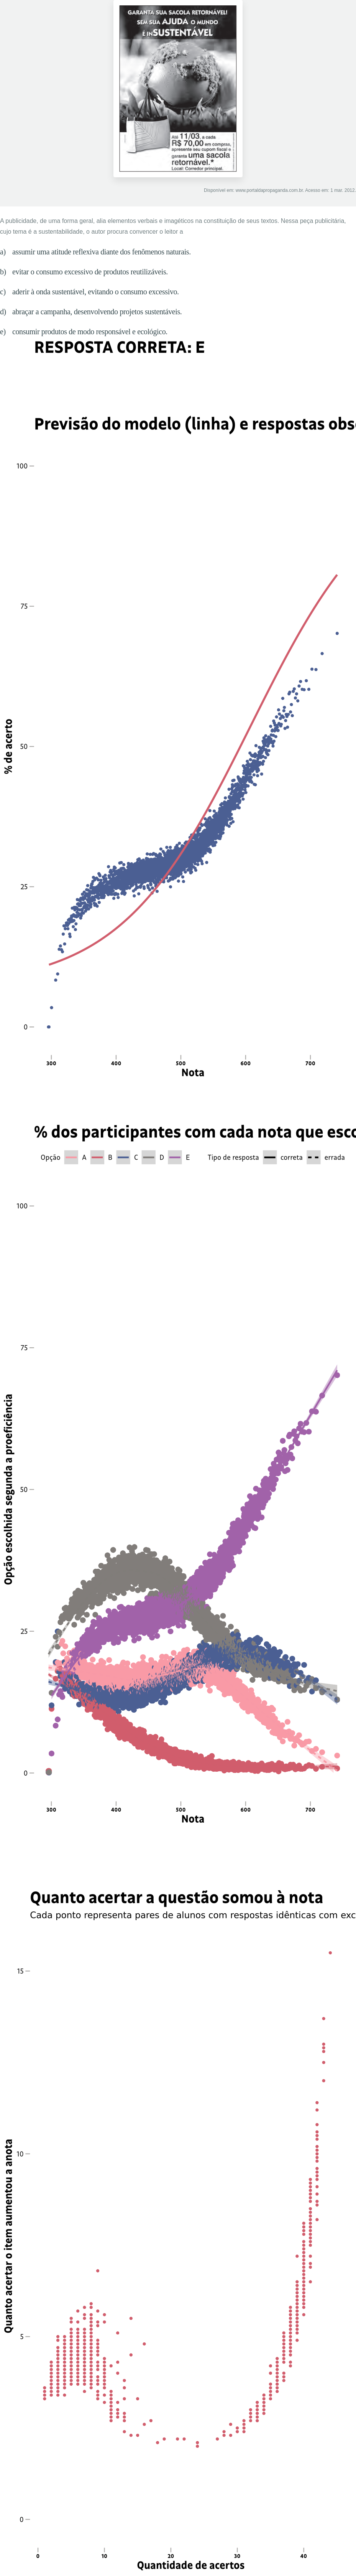 GARANTA SUA SACOLA RETORNÁVEL!
SEM SUA AJUDA O MUNDO
É INSUSTENTÁVEL
Até 11/03, a cada
R$ 70,00 em compras,
apresente seu cupom fiscal e
garanta uma sacola
retornável.*
Local: Corredor principal.
Disponível em: www.portaldapropaganda.com.br. Acesso em: 1 mar. 2012.
A publicidade, de uma forma geral, alia elementos verbais e imagéticos na constituição de seus textos. Nessa peça publicitária,
cujo tema é a sustentabilidade, o autor procura convencer o leitor a
a) assumir uma atitude reflexiva diante dos fenômenos naturais.
b) evitar o consumo excessivo de produtos reutilizáveis.
c) aderir à onda sustentável, evitando o consumo excessivo.
d) abraçar a campanha, desenvolvendo projetos sustentáveis.
e) consumir produtos de modo responsável e ecológico.
RESPOSTA CORRETA: E
Previsão do modelo (linha) e respostas obs
100
75
50
25
0
% de acerto
300 400 500 600 700
Nota
% dos participantes com cada nota que esco
Opção A B C D E Tipo de resposta correta errada
100
75
50
25
0
Opção escolhida segunda a proeficiência
300 400 500 600 700
Nota
Quanto acertar a questão somou à nota
Cada ponto representa pares de alunos com respostas idênticas com exc
15
10
5
0
Quanto acertar o item aumentou a anota
0 10 20 30 40
Quantidade de acertos